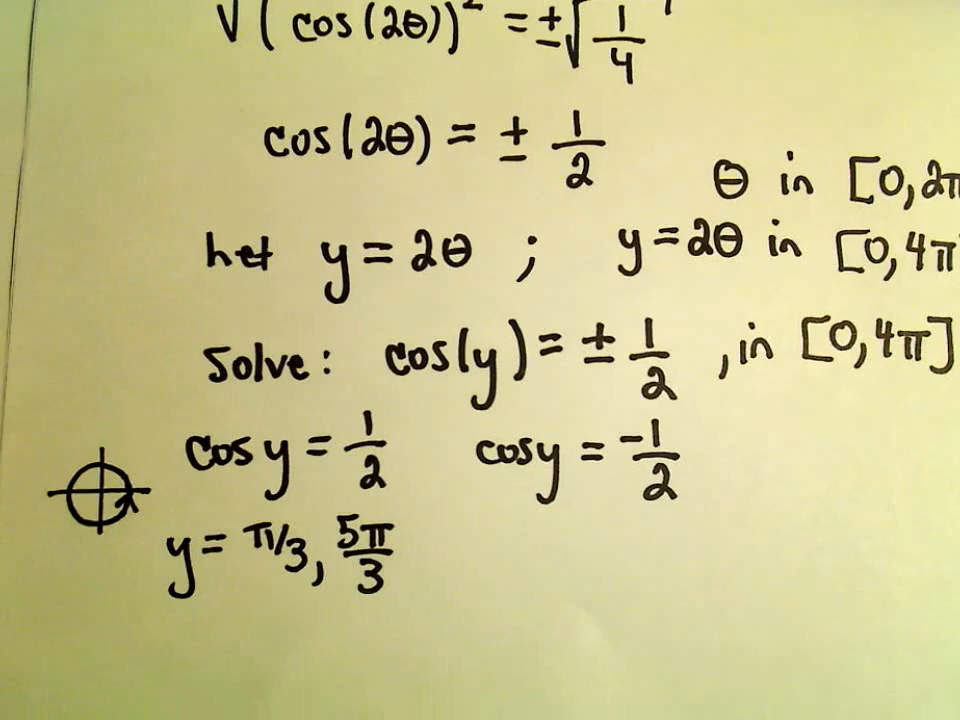 √(cos(2θ))² = ±√1/4
cos(2θ) = ± 1/2
θ in [0, 2π
Let y = 2θ ; y = 2θ in [0, 4π
Solve: cos(y) = ± 1/2 , in [0, 4π]
cos y = 1/2 cos y = -1/2
y = π/3, 5π/3